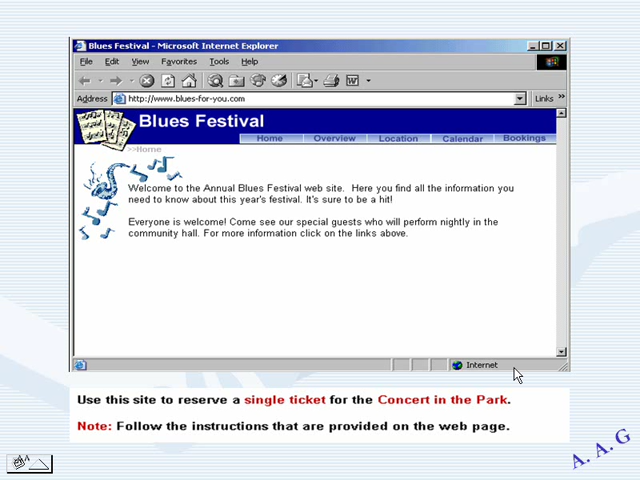 Blues Festival - Microsoft Internet Explorer
File Edit View Favorites Tools Help
Address http://www.blues-for-you.com Links »
Blues Festival
Home Overview Location Calendar Bookings
>>Home
Welcome to the Annual Blues Festival web site. Here you find all the information you
need to know about this year's festival. It's sure to be a hit!
Everyone is welcome! Come see our special guests who will perform nightly in the
community hall. For more information click on the links above.
Internet
Use this site to reserve a single ticket for the Concert in the Park.
Note: Follow the instructions that are provided on the web page.
A. A. G